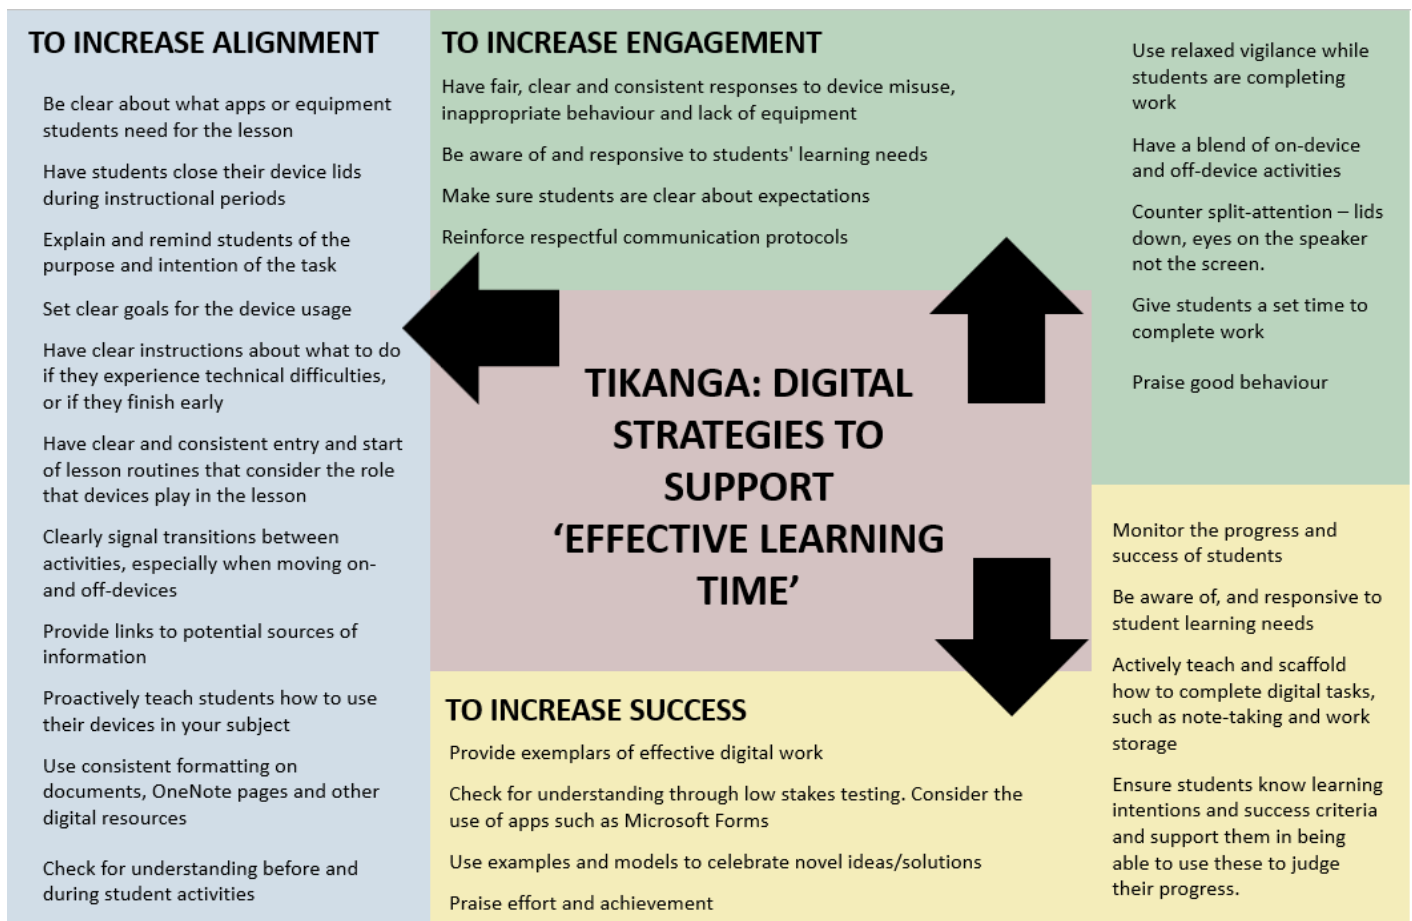 TO INCREASE ALIGNMENT
Be clear about what apps or equipment
students need for the lesson
Have students close their device lids
during instructional periods
Explain and remind students of the
purpose and intention of the task
Set clear goals for the device usage
Have clear instructions about what to do
if they experience technical difficulties,
or if they finish early
Have clear and consistent entry and start
of lesson routines that consider the role
that devices play in the lesson
Clearly signal transitions between
activities, especially when moving on-
and off-devices
Provide links to potential sources of
information
Proactively teach students how to use
their devices in your subject
Use consistent formatting on
documents, OneNote pages and other
digital resources
Check for understanding before and
during student activities
TO INCREASE ENGAGEMENT
Have fair, clear and consistent responses to device misuse,
inappropriate behaviour and lack of equipment
Be aware of and responsive to students' learning needs
Make sure students are clear about expectations
Reinforce respectful communication protocols
Use relaxed vigilance while
students are completing
work
Have a blend of on-device
and off-device activities
Counter split-attention – lids
down, eyes on the speaker
not the screen.
Give students a set time to
complete work
Praise good behaviour
TIKANGA: DIGITAL
STRATEGIES TO
SUPPORT
‘EFFECTIVE LEARNING
TIME’
TO INCREASE SUCCESS
Provide exemplars of effective digital work
Check for understanding through low stakes testing. Consider the
use of apps such as Microsoft Forms
Use examples and models to celebrate novel ideas/solutions
Praise effort and achievement
Monitor the progress and
success of students
Be aware of, and responsive to
student learning needs
Actively teach and scaffold
how to complete digital tasks,
such as note-taking and work
storage
Ensure students know learning
intentions and success criteria
and support them in being
able to use these to judge
their progress.